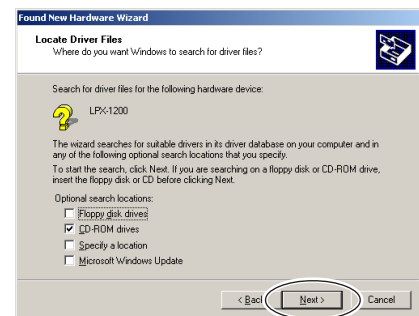 Found New Hardware Wizard
Locate Driver Files
Where do you want Windows to search for driver files?
Search for driver files for the following hardware device:
LPX-1200
The wizard searches for suitable drivers in its driver database on your computer and in
any of the following optional search locations that you specify.
To start the search, click Next. If you are searching on a floppy disk or CD-ROM drive,
insert the floppy disk or CD before clicking Next.
Optional search locations:
Floppy disk drives
CD-ROM drives
Specify a location
Microsoft Windows Update
< Back Next > Cancel